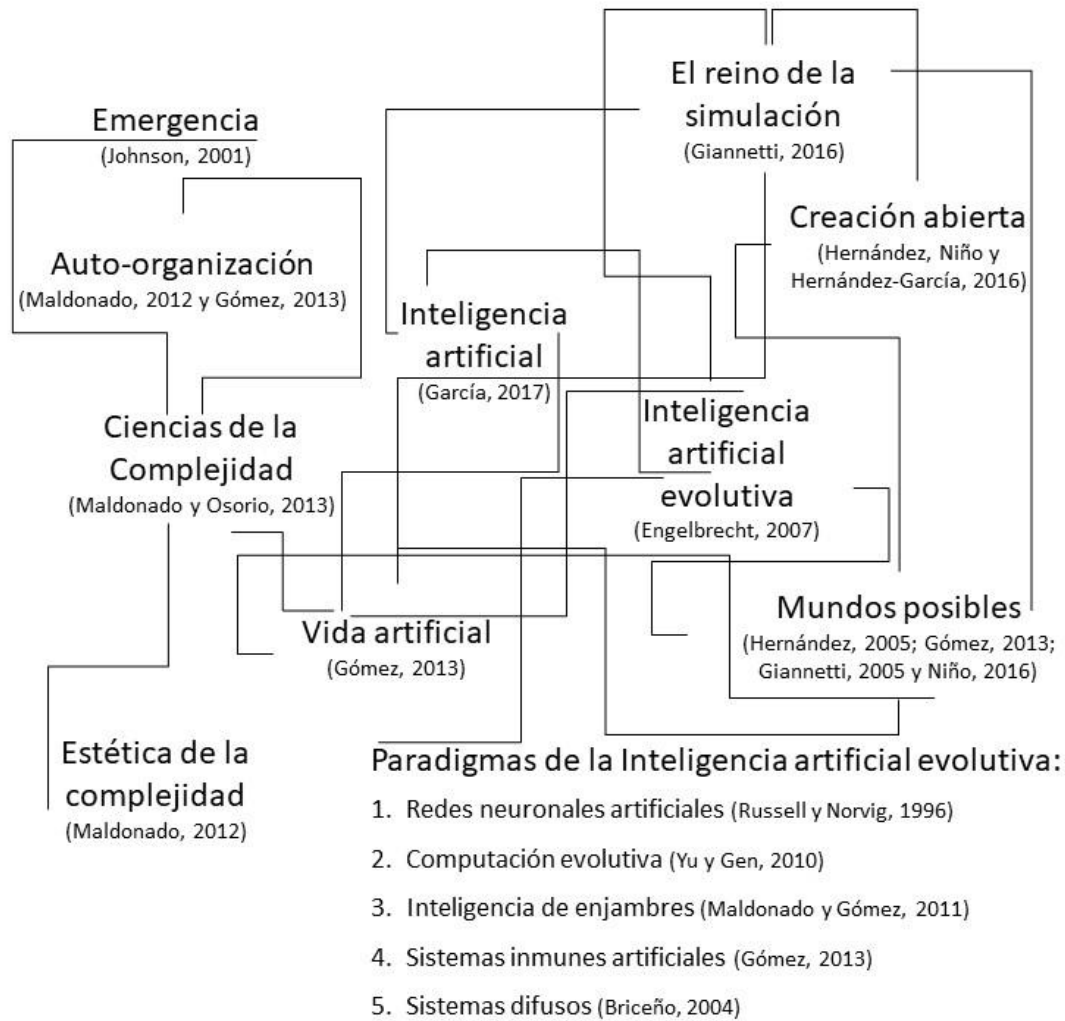 El reino de la
simulación
(Giannetti, 2016)
Emergencia
(Johnson, 2001)
Creación abierta
(Hernández, Niño y
Hernández-García, 2016)
Auto-organización
(Maldonado, 2012 y Gómez, 2013)
Inteligencia
artificial
(García, 2017)
Inteligencia
artificial
evolutiva
(Engelbrecht, 2007)
Ciencias de la
Complejidad
(Maldonado y Osorio, 2013)
Vida artificial
(Gómez, 2013)
Mundos posibles
(Hernández, 2005; Gómez, 2013;
Giannetti, 2005 y Niño, 2016)
Estética de la
complejidad
(Maldonado, 2012)
Paradigmas de la Inteligencia artificial evolutiva:
1. Redes neuronales artificiales (Russell y Norvig, 1996)
2. Computación evolutiva (Yu y Gen, 2010)
3. Inteligencia de enjambres (Maldonado y Gómez, 2011)
4. Sistemas inmunes artificiales (Gómez, 2013)
5. Sistemas difusos (Briceño, 2004)